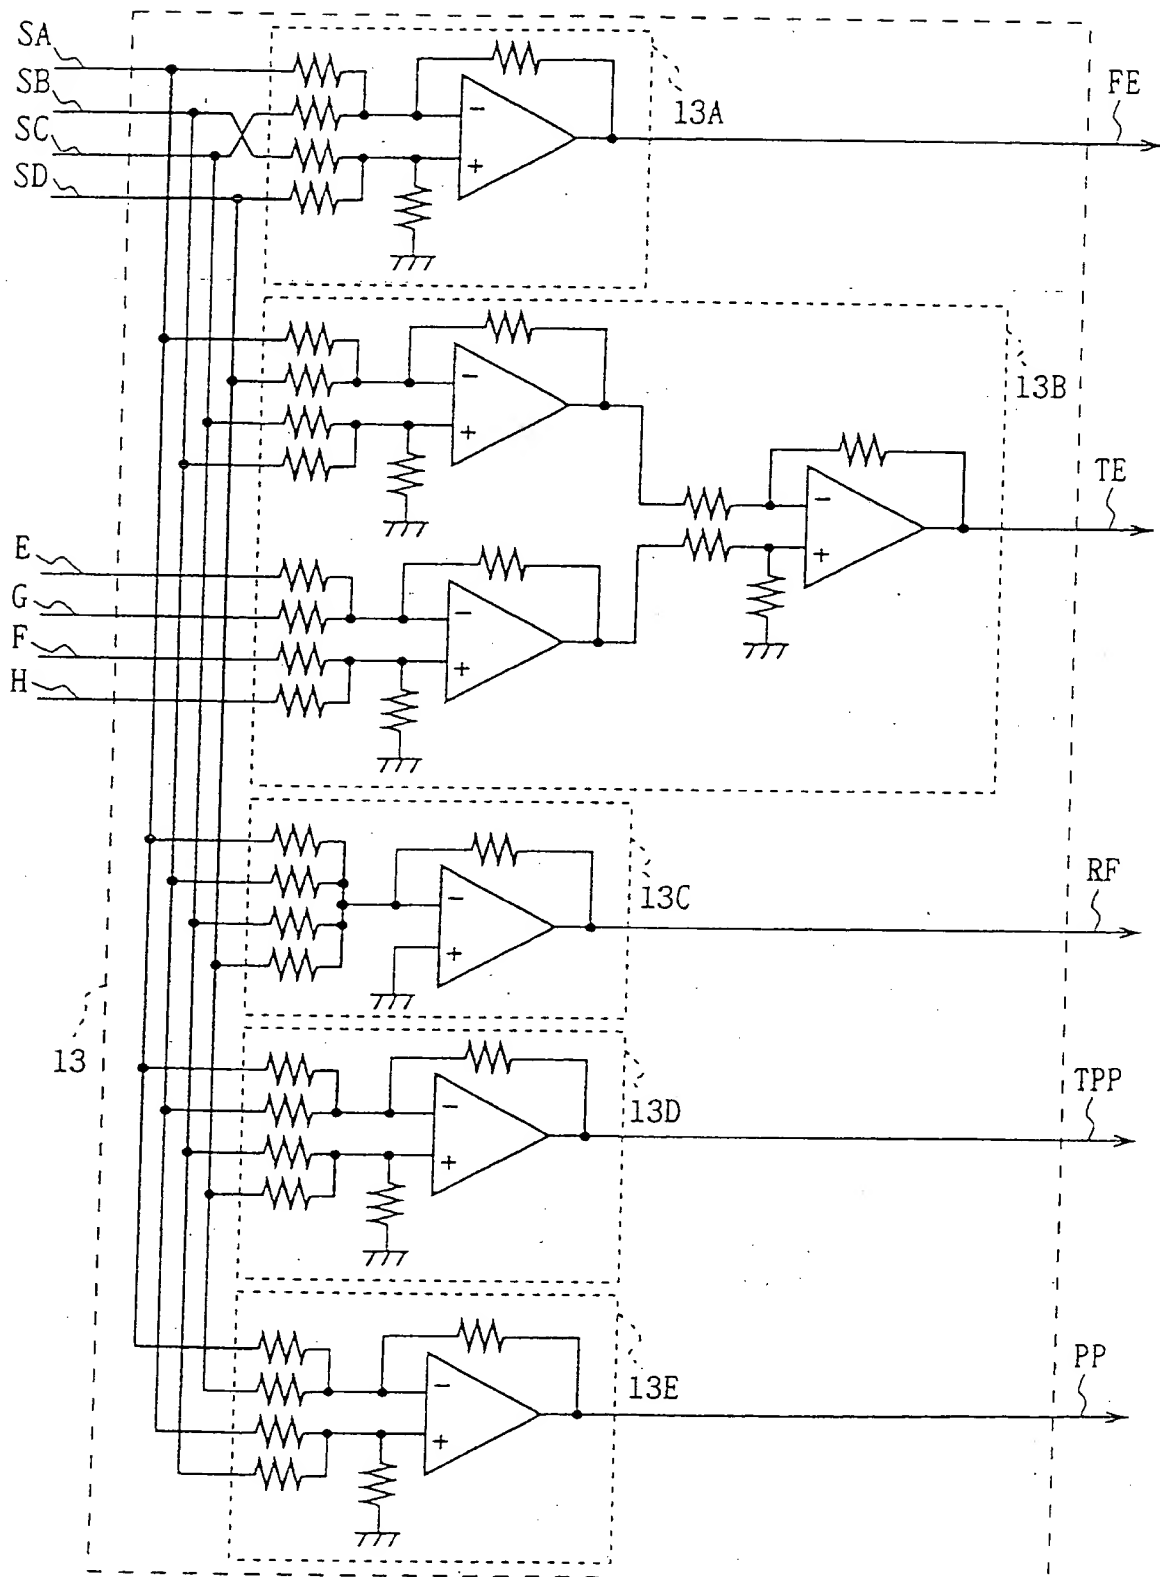 SA
SB
SC
SD
13A
FE
13B
TE
E
G
F
H
13C
RF
13
13D
TPP
13E
PP
-
+
-
+
-
+
-
+
-
+
-
+
-
+